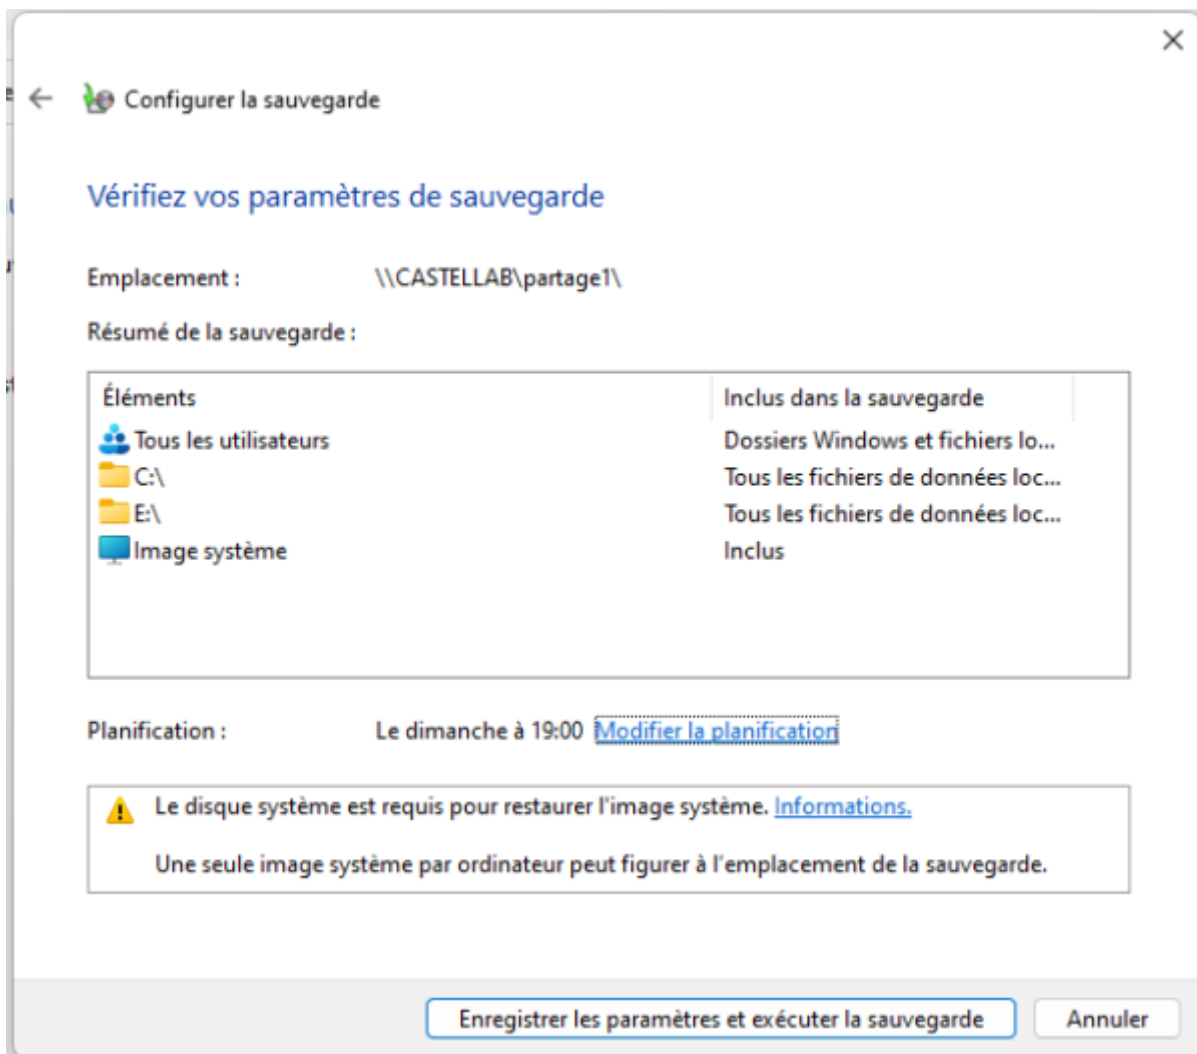 Configurer la sauvegarde
Vérifiez vos paramètres de sauvegarde
Emplacement : \\CASTELLAB\partage1\
Résumé de la sauvegarde :
Éléments Inclus dans la sauvegarde
Tous les utilisateurs Dossiers Windows et fichiers lo...
C:\ Tous les fichiers de données loc...
E:\ Tous les fichiers de données loc...
Image système Inclus
Planification : Le dimanche à 19:00 Modifier la planification
Le disque système est requis pour restaurer l'image système. Informations.
Une seule image système par ordinateur peut figurer à l'emplacement de la sauvegarde.
Enregistrer les paramètres et exécuter la sauvegarde Annuler